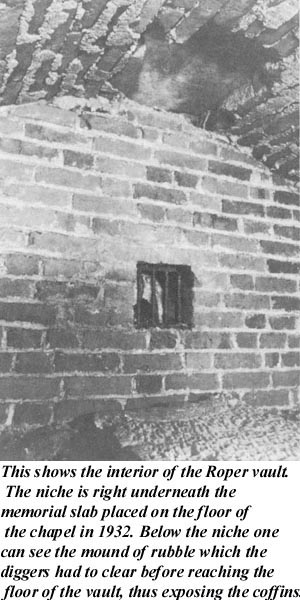 This shows the interior of the Roper vault.
The niche is right underneath the
memorial slab placed on the floor of
the chapel in 1932. Below the niche one
can see the mound of rubble which the
diggers had to clear before reaching the
floor of the vault, thus exposing the coffins.